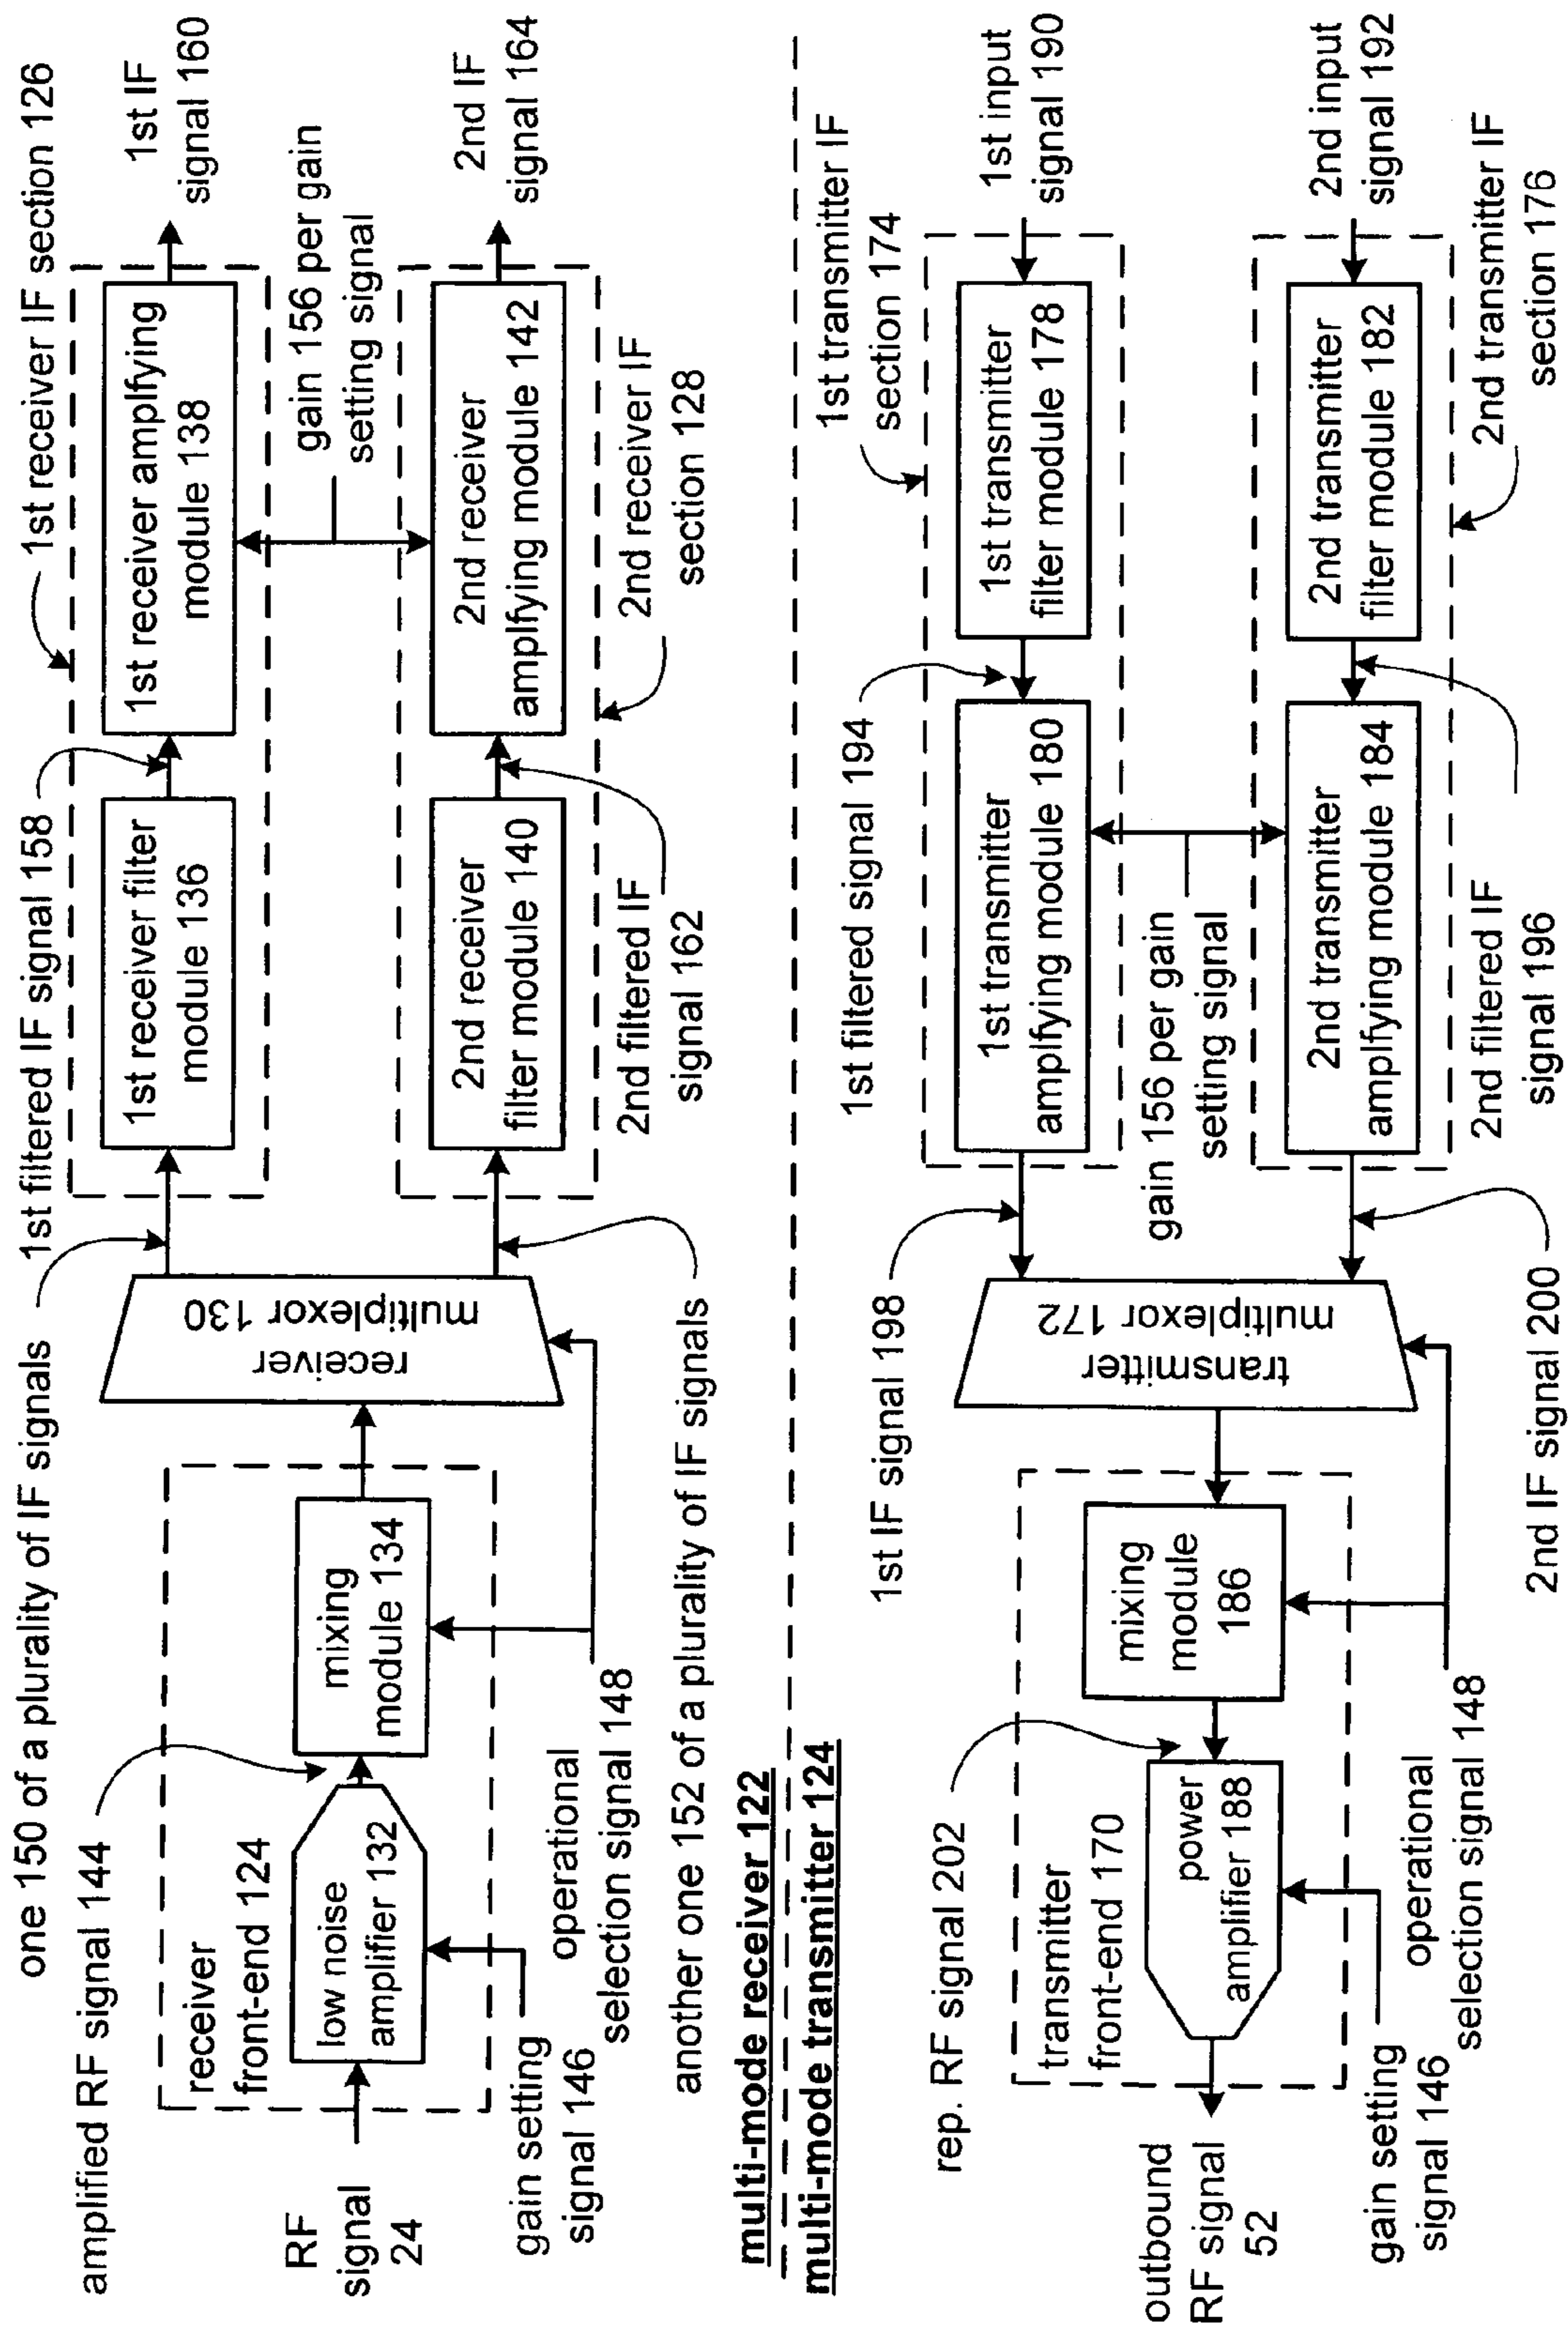 one 150 of a plurality of IF signals
1st filtered IF signal 158
1st receiver IF section 126
amplified RF signal 144
receiver
front-end 124
low noise
amplifier 132
mixing
module 134
receiver
multiplexor 130
1st receiver filter
module 136
1st receiver amplfying
module 138
1st IF
signal 160
gain 156 per gain
setting signal
2nd receiver
filter module 140
2nd receiver
amplfying module 142
2nd IF
signal 164
RF
signal
24
gain setting
signal 146
operational
selection signal 148
2nd filtered IF
signal 162
2nd receiver IF
section 128
another one 152 of a plurality of IF signals
multi-mode receiver 122
multi-mode transmitter 124
rep. RF signal 202
transmitter
front-end 170
power
amplifier 188
mixing
module
186
transmitter
multiplexor 172
1st IF signal 198
1st filtered signal 194
1st transmitter IF
section 174
1st transmitter
amplfying module 180
1st transmitter
filter module 178
1st input
signal 190
gain 156 per gain
setting signal
2nd transmitter
amplfying module 184
2nd transmitter
filter module 182
2nd input
signal 192
outbound
RF signal
52
gain setting
signal 146
operational
selection signal 148
2nd IF signal 200
2nd filtered IF
signal 196
2nd transmitter IF
section 176